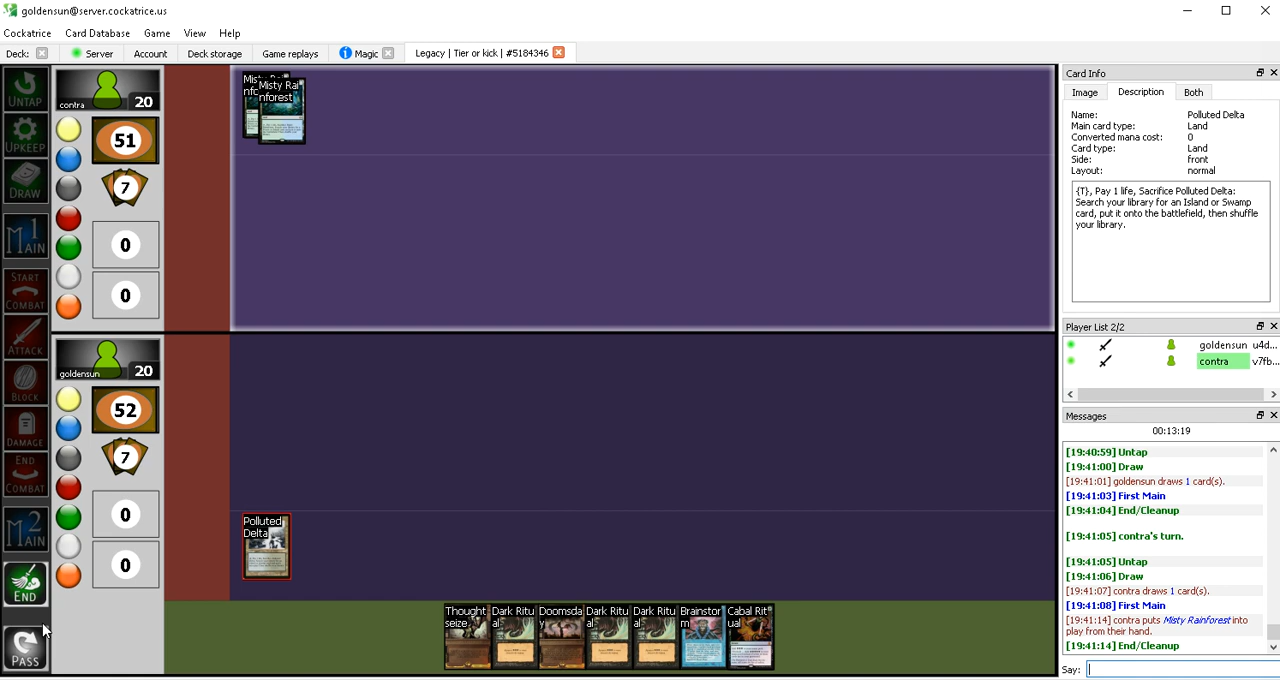 goldensun@server.cockatrice.us
Cockatrice Card Database Game View Help
Deck: Server Account Deck storage Game replays Magic Legacy | Tier or kick | #5184346
UNTAP
UPKEEP
DRAW
M1 MAIN
START COMBAT
ATTACK
BLOCK
DAMAGE
END COMBAT
M2 MAIN
END
PASS
contra 20
51
7
0
0
Misty Rainforest
goldensun 20
52
7
0
0
Polluted Delta
Thought seize
Dark Ritual
Doomsday
Dark Ritual
Dark Ritual
Brainstorm
Cabal Ritual
Card Info
Image Description Both
Name: Polluted Delta
Main card type: Land
Converted mana cost: 0
Card type: Land
Side: front
Layout: normal
{T}, Pay 1 life, Sacrifice Polluted Delta:
Search your library for an Island or Swamp
card, put it onto the battlefield, then shuffle
your library.
Player List 2/2
goldensun u4d...
contra v7fb...
Messages
00:13:19
[19:40:59] Untap
[19:41:00] Draw
[19:41:01] goldensun draws 1 card(s).
[19:41:03] First Main
[19:41:04] End/Cleanup
[19:41:05] contra's turn.
[19:41:05] Untap
[19:41:06] Draw
[19:41:07] contra draws 1 card(s).
[19:41:08] First Main
[19:41:14] contra puts Misty Rainforest into
play from their hand.
[19:41:14] End/Cleanup
Say: